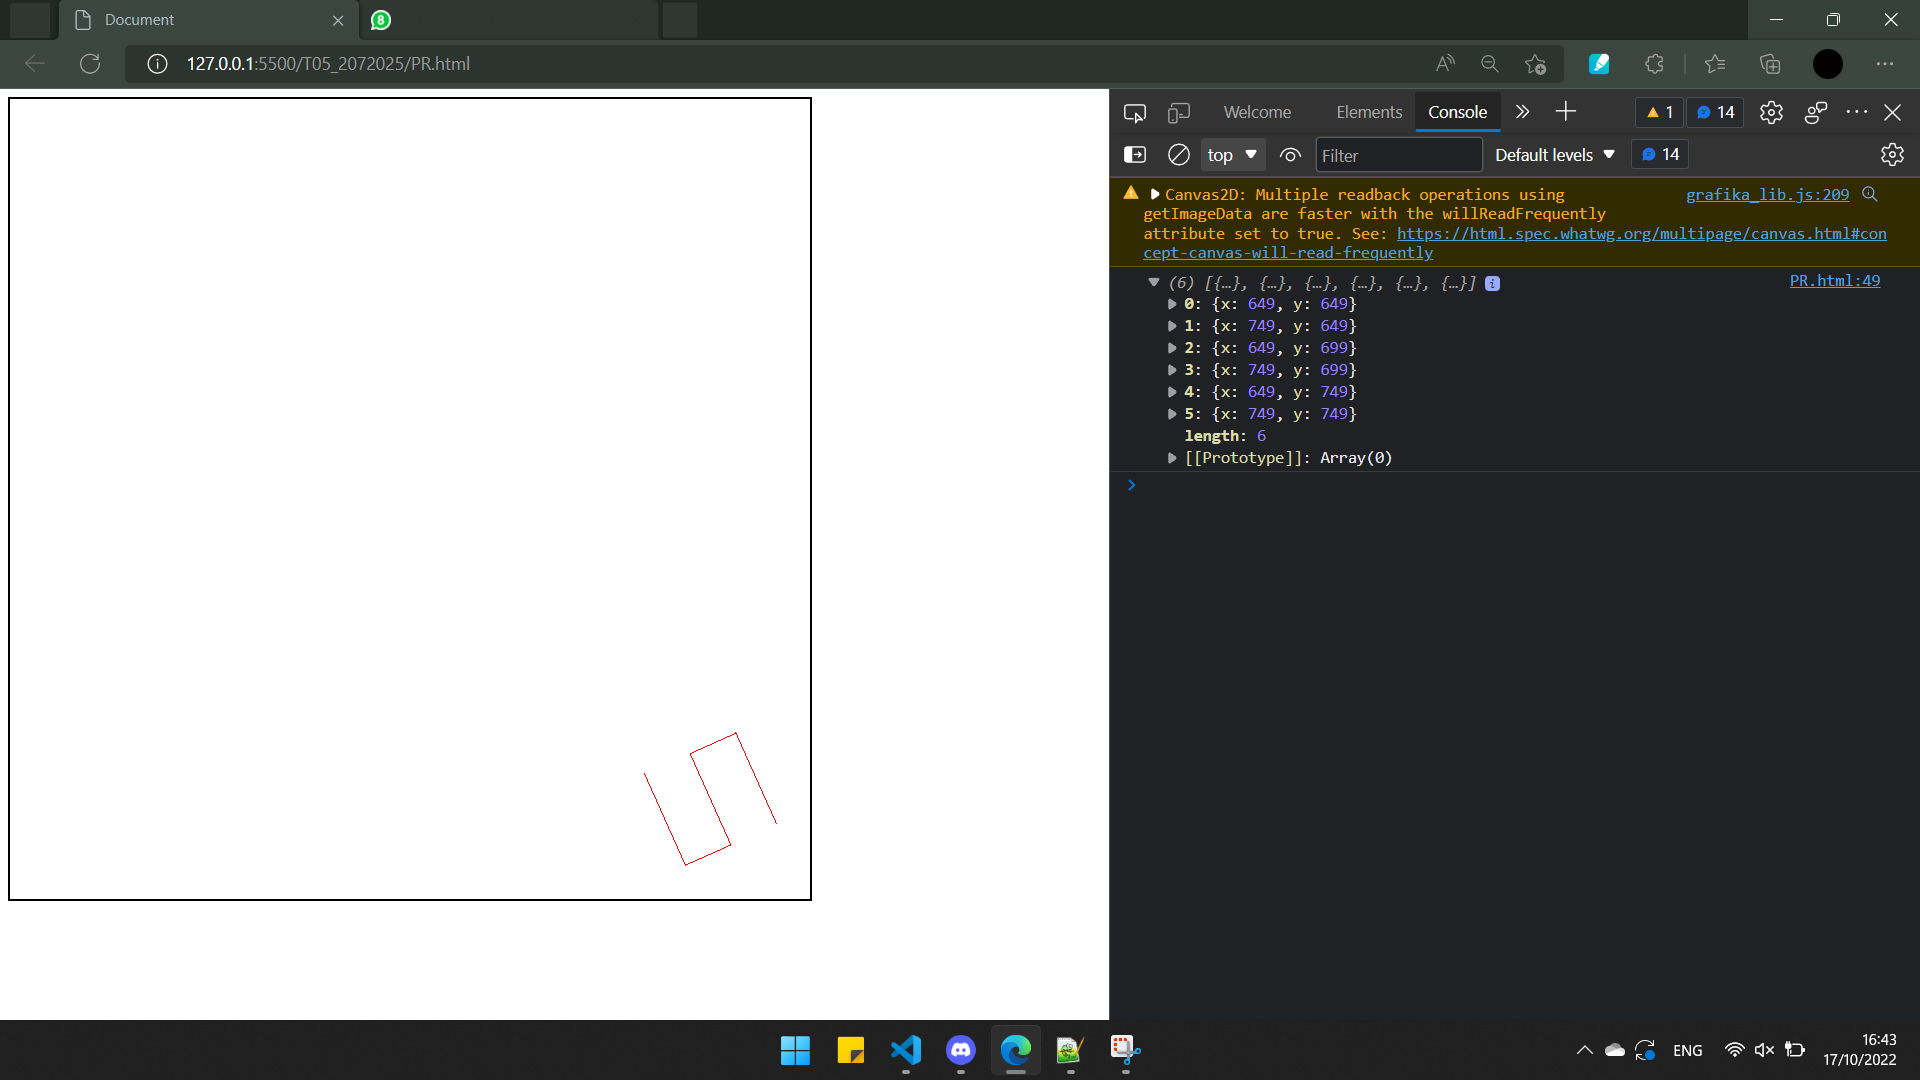 Document
8
127.0.0.1:5500/T05_2072025/PR.html
Welcome
Elements
Console
1
14
top
Filter
Default levels
14
Canvas2D: Multiple readback operations using
grafika_lib.js:209
getImageData are faster with the willReadFrequently
attribute set to true. See: https://html.spec.whatwg.org/multipage/canvas.html#con
cept-canvas-will-read-frequently
(6) [{…}, {…}, {…}, {…}, {…}, {…}] i
PR.html:49
0: {x: 649, y: 649}
1: {x: 749, y: 649}
2: {x: 649, y: 699}
3: {x: 749, y: 699}
4: {x: 649, y: 749}
5: {x: 749, y: 749}
length: 6
[[Prototype]]: Array(0)
ENG
16:43
17/10/2022